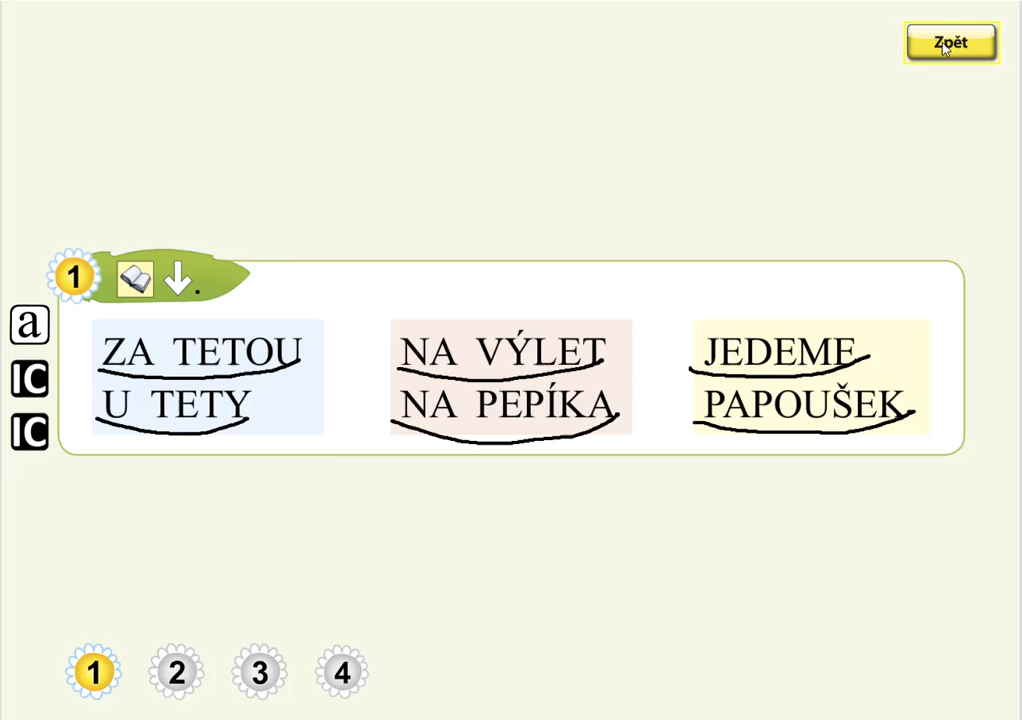 Zpět
1 .
a
IC
IC
ZA TETOU
U TETY
NA VÝLET
NA PEPÍKA
JEDEME
PAPOUŠEK
1 2 3 4